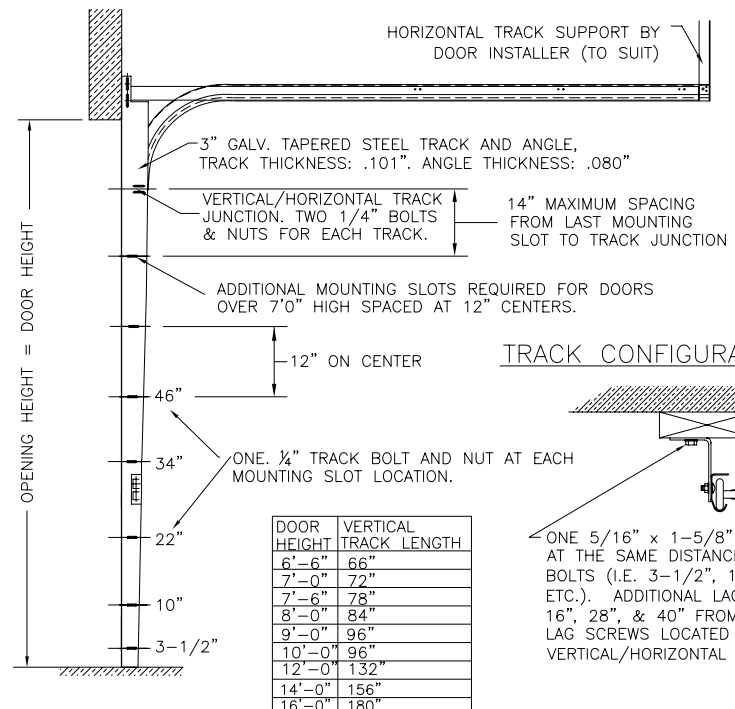 HORIZONTAL TRACK SUPPORT BY
DOOR INSTALLER (TO SUIT)
3" GALV. TAPERED STEEL TRACK AND ANGLE,
TRACK THICKNESS: .101". ANGLE THICKNESS: .080"
VERTICAL/HORIZONTAL TRACK
JUNCTION. TWO 1/4" BOLTS
& NUTS FOR EACH TRACK.
14" MAXIMUM SPACING
FROM LAST MOUNTING
SLOT TO TRACK JUNCTION
ADDITIONAL MOUNTING SLOTS REQUIRED FOR DOORS
OVER 7'0" HIGH SPACED AT 12" CENTERS.
OPENING HEIGHT = DOOR HEIGHT
12" ON CENTER
TRACK CONFIGURA
46"
34"
ONE. ¼" TRACK BOLT AND NUT AT EACH
MOUNTING SLOT LOCATION.
22"
10"
3-1/2"
DOOR HEIGHT VERTICAL TRACK LENGTH
6'-6" 66"
7'-0" 72"
7'-6" 78"
8'-0" 84"
9'-0" 96"
10'-0" 96"
12'-0" 132"
14'-0" 156"
16'-0" 180"
ONE 5/16" x 1-5/8"
AT THE SAME DISTANC
BOLTS (I.E. 3-1/2", 1
ETC.). ADDITIONAL LAG
16", 28", & 40" FROM
LAG SCREWS LOCATED
VERTICAL/HORIZONTAL